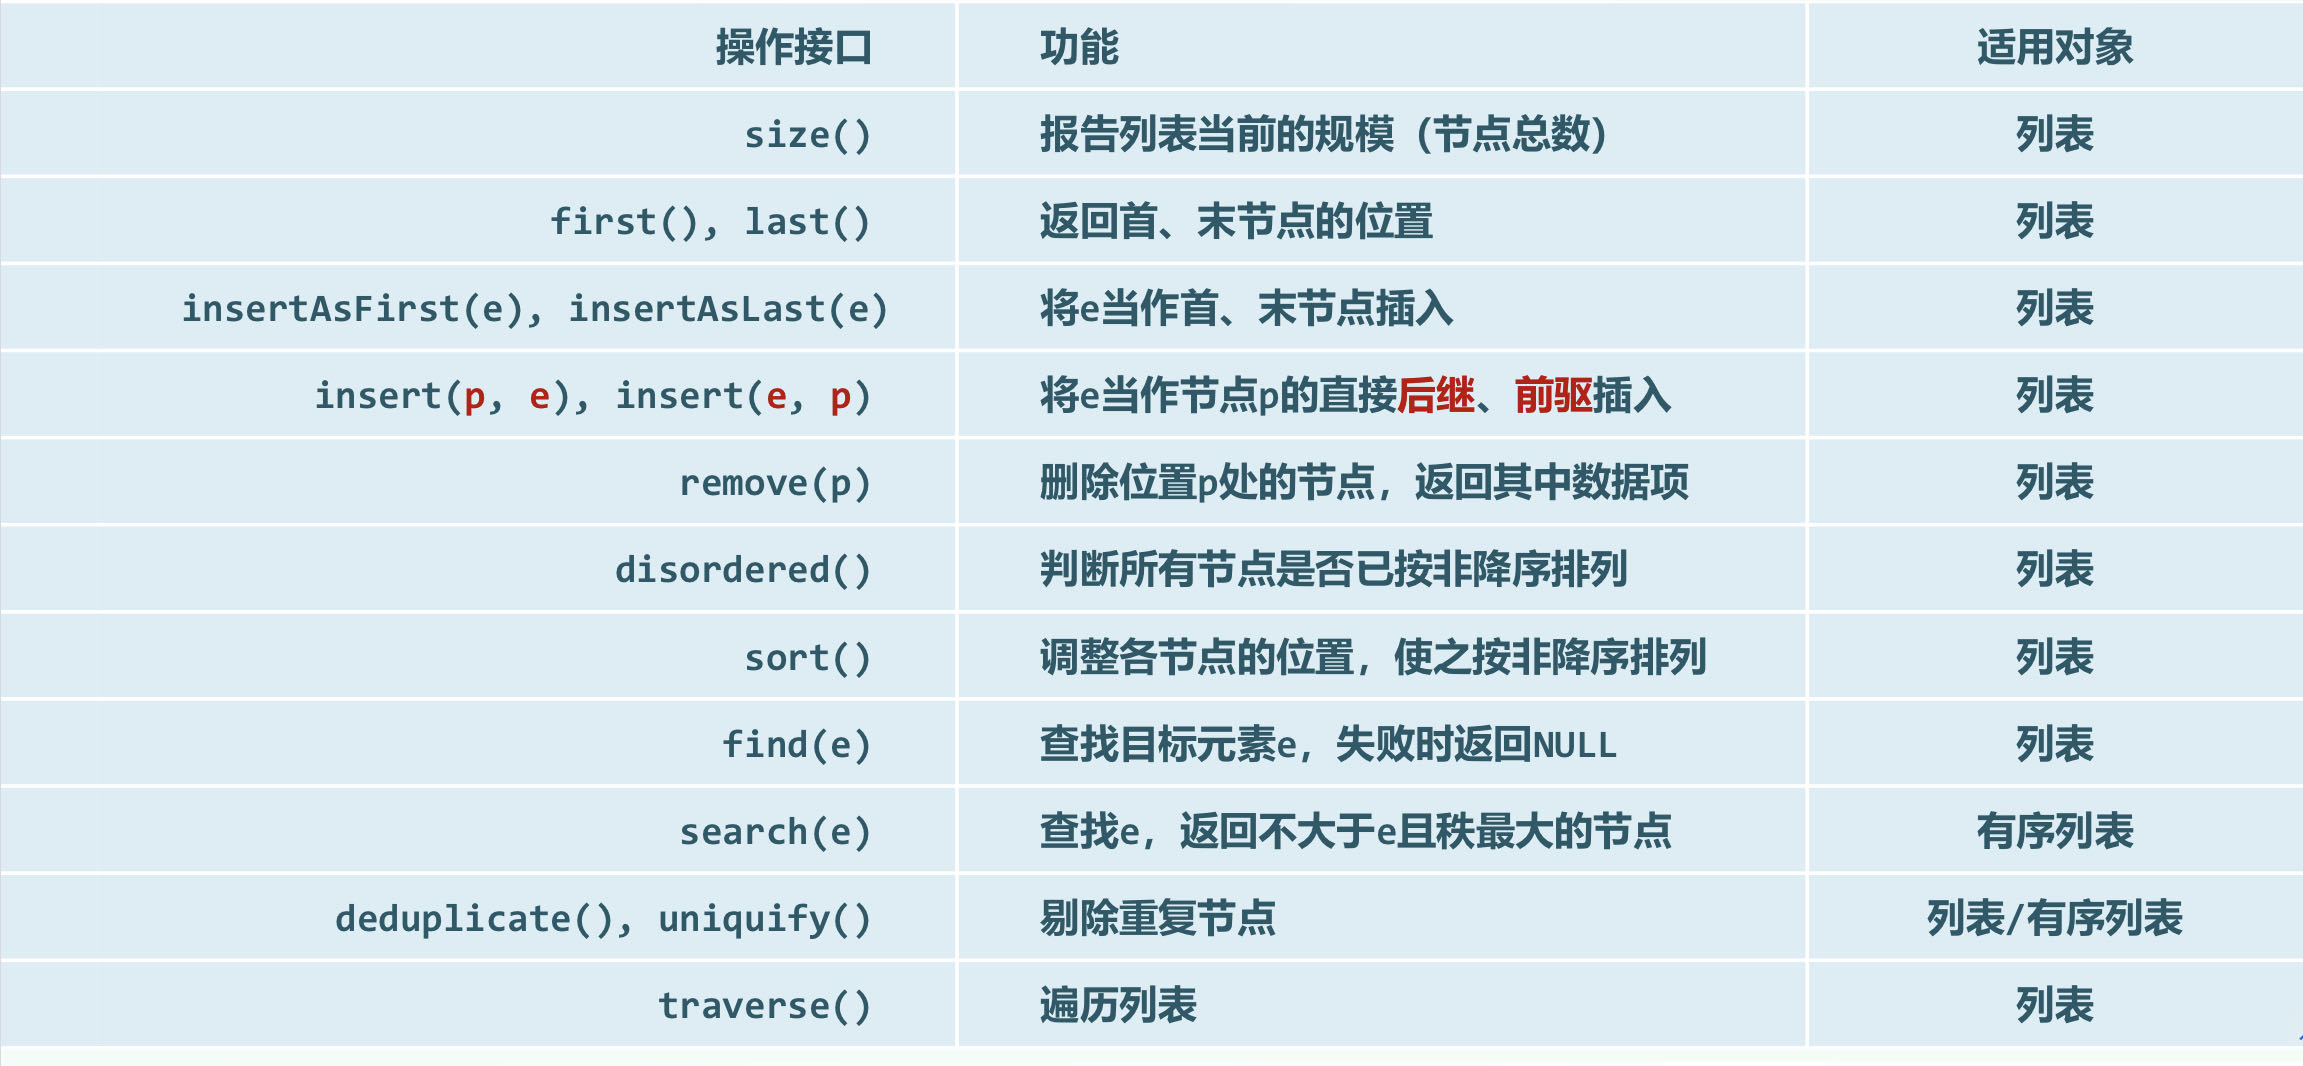 操作接口 功能 适用对象
size() 报告列表当前的规模（节点总数） 列表
first(), last() 返回首、末节点的位置 列表
insertAsFirst(e), insertAsLast(e) 将e当作首、末节点插入 列表
insert(p, e), insert(e, p) 将e当作节点p的直接后继、前驱插入 列表
remove(p) 删除位置p处的节点，返回其中数据项 列表
disordered() 判断所有节点是否已按非降序排列 列表
sort() 调整各节点的位置，使之按非降序排列 列表
find(e) 查找目标元素e，失败时返回NULL 列表
search(e) 查找e，返回不大于e且秩最大的节点 有序列表
deduplicate(), uniquify() 剔除重复节点 列表/有序列表
traverse() 遍历列表 列表